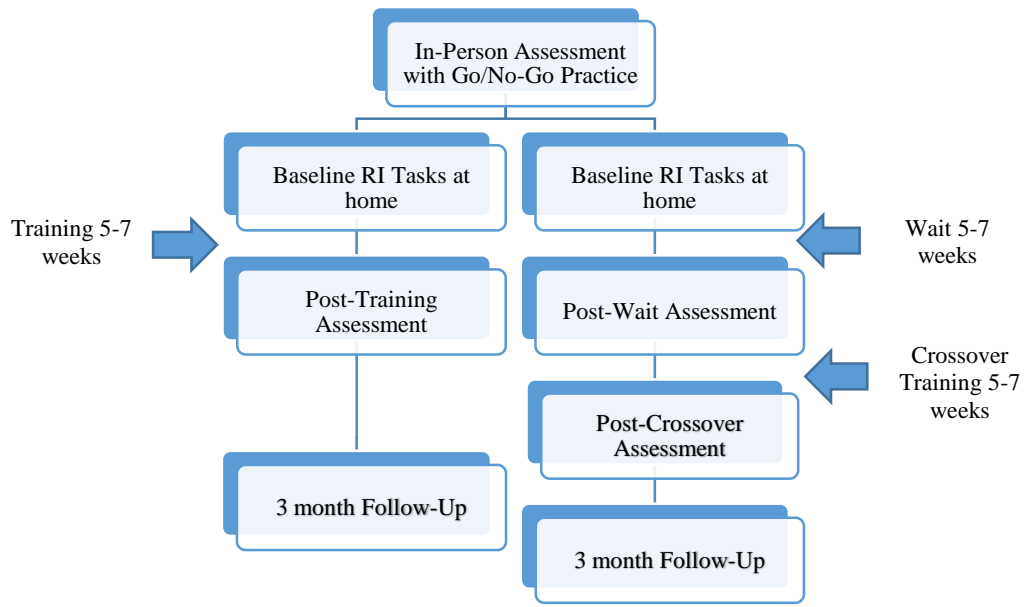 In-Person Assessment
with Go/No-Go Practice
Baseline RI Tasks at
home
Baseline RI Tasks at
home
Training 5-7
weeks
Wait 5-7
weeks
Post-Training
Assessment
Post-Wait Assessment
Crossover
Training 5-7
weeks
Post-Crossover
Assessment
3 month Follow-Up
3 month Follow-Up